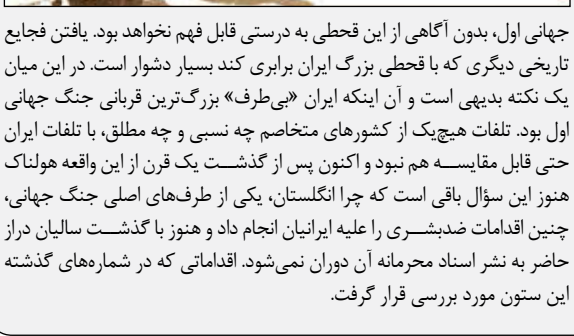 جهانی اول، بدون آگاهی از این قحطی به درستی قابل فهم نخواهد بود. یافتن فجایع
تاریخی دیگری که با قحطی بزرگ ایران برابری کند بسیار دشوار است. در این میان
یک نکته بدیهی است و آن اینکه ایران «بی‌طرف» بزرگ‌ترین قربانی جنگ جهانی
اول بود. تلفات هیچ‌یک از کشورهای متخاصم چه نسبی و چه مطلق، با تلفات ایران
حتی قابل مقایسه هم نبود و اکنون پس از گذشت یک قرن از این واقعه هولناک
هنوز این سؤال باقی است که چرا انگلستان، یکی از طرف‌های اصلی جنگ جهانی،
چنین اقدامات ضدبشری را علیه ایرانیان انجام داد و هنوز با گذشت سالیان دراز
حاضر به نشر اسناد محرمانه آن دوران نمی‌شود. اقداماتی که در شماره‌های گذشته
این ستون مورد بررسی قرار گرفت.